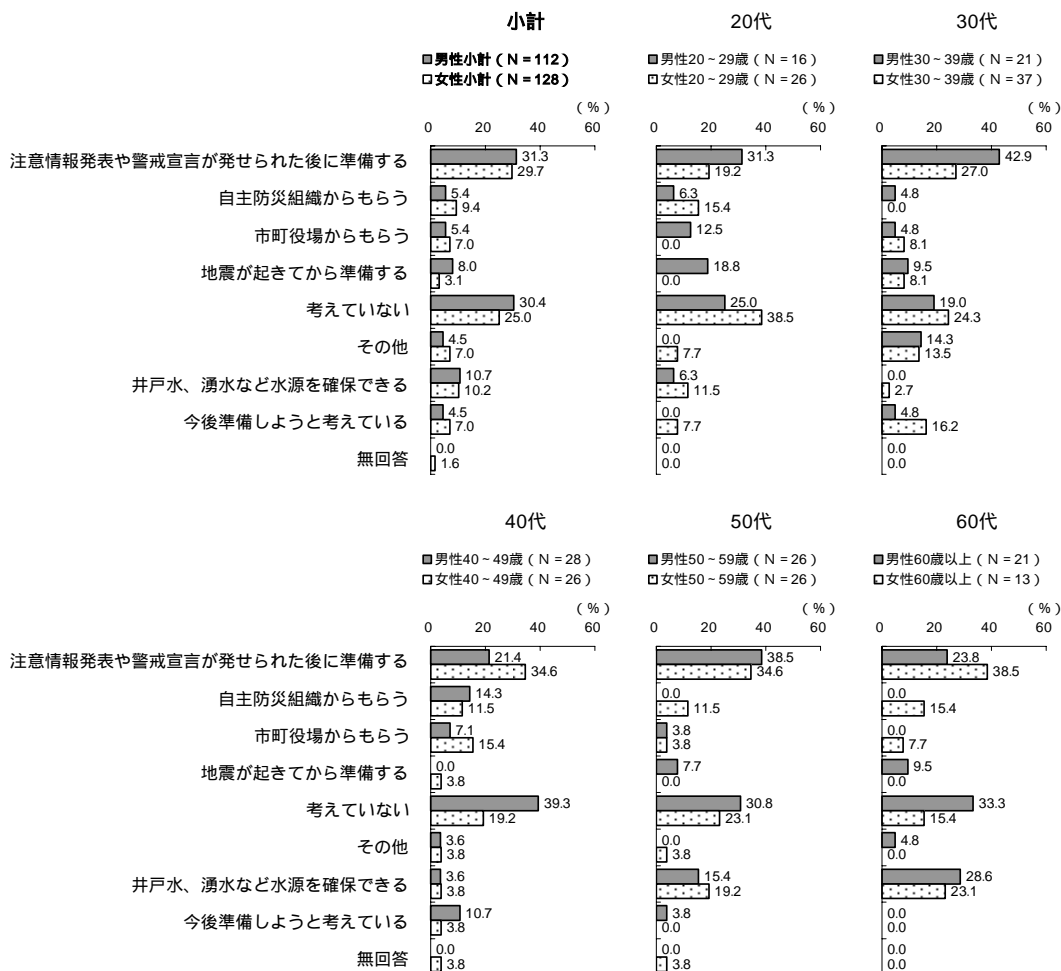 小計
20代
30代
男性小計(N=112)
女性小計(N=128)
男性20~29歳(N=16)
女性20~29歳(N=26)
男性30~39歳(N=21)
女性30~39歳(N=37)
(%)
(%)
(%)
0 20 40 60
0 20 40 60
0 20 40 60
注意情報発表や警戒宣言が発せられた後に準備する
31.3
29.7
31.3
19.2
42.9
27.0
自主防災組織からもらう
5.4
9.4
6.3
15.4
4.8
0.0
市町役場からもらう
5.4
7.0
12.5
0.0
4.8
8.1
地震が起きてから準備する
8.0
3.1
18.8
0.0
9.5
8.1
考えていない
30.4
25.0
25.0
38.5
19.0
24.3
その他
4.5
7.0
0.0
7.7
14.3
13.5
井戸水、湧水など水源を確保できる
10.7
10.2
6.3
11.5
0.0
2.7
今後準備しようと考えている
4.5
7.0
0.0
7.7
4.8
16.2
無回答
0.0
1.6
0.0
0.0
0.0
0.0
40代
50代
60代
男性40~49歳(N=28)
女性40~49歳(N=26)
男性50~59歳(N=26)
女性50~59歳(N=26)
男性60歳以上(N=21)
女性60歳以上(N=13)
(%)
(%)
(%)
0 20 40 60
0 20 40 60
0 20 40 60
注意情報発表や警戒宣言が発せられた後に準備する
21.4
34.6
38.5
34.6
23.8
38.5
自主防災組織からもらう
14.3
11.5
0.0
11.5
0.0
15.4
市町役場からもらう
7.1
15.4
3.8
3.8
0.0
7.7
地震が起きてから準備する
0.0
3.8
7.7
0.0
9.5
0.0
考えていない
39.3
19.2
30.8
23.1
33.3
15.4
その他
3.6
3.8
0.0
3.8
4.8
0.0
井戸水、湧水など水源を確保できる
3.6
3.8
15.4
19.2
28.6
23.1
今後準備しようと考えている
10.7
3.8
3.8
0.0
0.0
0.0
無回答
0.0
3.8
0.0
3.8
0.0
0.0